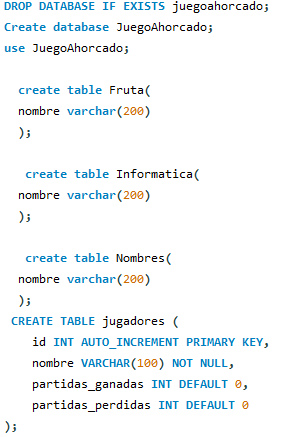 DROP DATABASE IF EXISTS juegoahorcado;
Create database JuegoAhorcado;
use JuegoAhorcado;
create table Fruta(
nombre varchar(200)
);
create table Informatica(
nombre varchar(200)
);
create table Nombres(
nombre varchar(200)
);
CREATE TABLE jugadores (
id INT AUTO_INCREMENT PRIMARY KEY,
nombre VARCHAR(100) NOT NULL,
partidas_ganadas INT DEFAULT 0,
partidas_perdidas INT DEFAULT 0
);